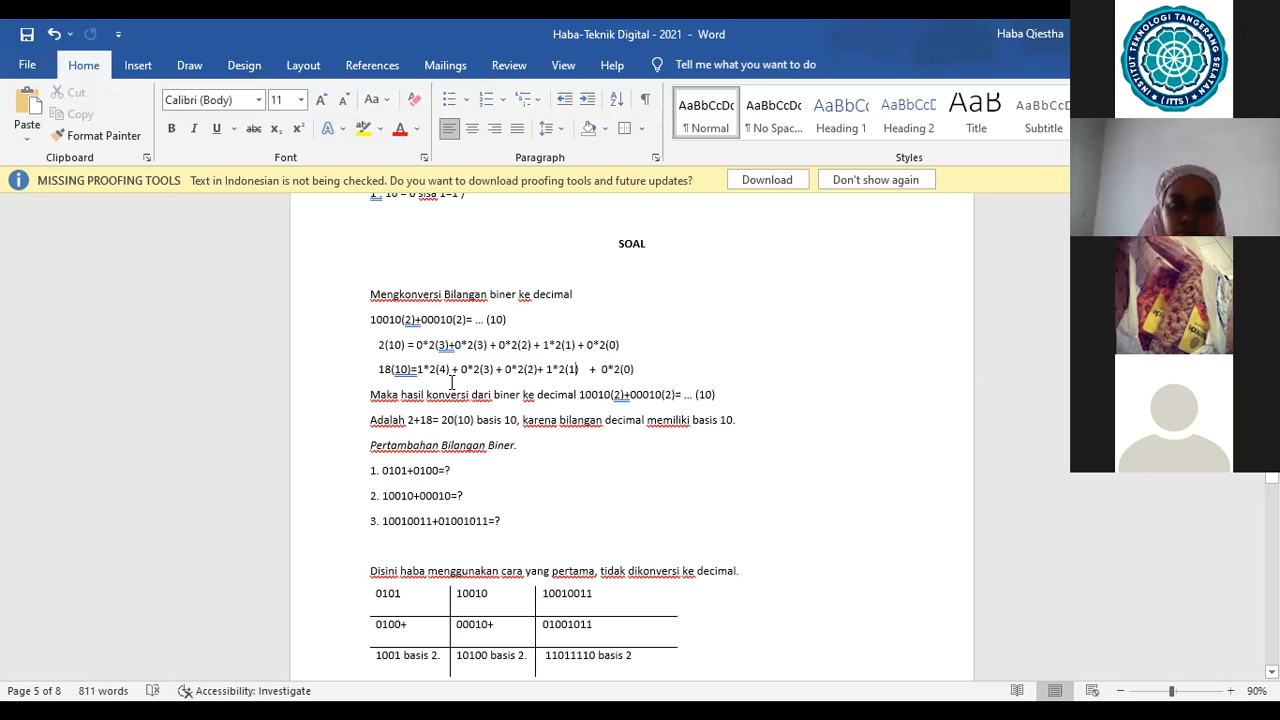 Haba-Teknik Digital - 2021 - Word
Haba Qiestha
File Home Insert Draw Design Layout References Mailings Review View Help Tell me what you want to do
Paste
Cut
Copy
Format Painter
Clipboard
Calibri (Body) 11
Font
Paragraph
AaBbCcDc AaBbCcDc AaBbCcDc AaBbCcD AaB AaBbCcD
¶ Normal ¶ No Spac... Heading 1 Heading 2 Title Subtitle
Styles
MISSING PROOFING TOOLS Text in Indonesian is not being checked. Do you want to download proofing tools and future updates? Download Don't show again
SOAL
Mengkonversi Bilangan biner ke decimal
10010(2)+00010(2)= ... (10)
2(10) = 0*2(3)+0*2(3) + 0*2(2) + 1*2(1) + 0*2(0)
18(10)=1*2(4) + 0*2(3) + 0*2(2)+ 1*2(1) + 0*2(0)
Maka hasil konversi dari biner ke decimal 10010(2)+00010(2)= ... (10)
Adalah 2+18= 20(10) basis 10, karena bilangan decimal memiliki basis 10.
Pertambahan Bilangan Biner.
1. 0101+0100=?
2. 10010+00010=?
3. 10010011+01001011=?
Disini haba menggunakan cara yang pertama, tidak dikonversi ke decimal.
0101 10010 10010011
0100+ 00010+ 01001011
1001 basis 2. 10100 basis 2. 11011110 basis 2
Page 5 of 8 811 words Accessibility: Investigate 90%
INSTITUT TEKNOLOGI TANGERANG SELATAN
(ITTS)